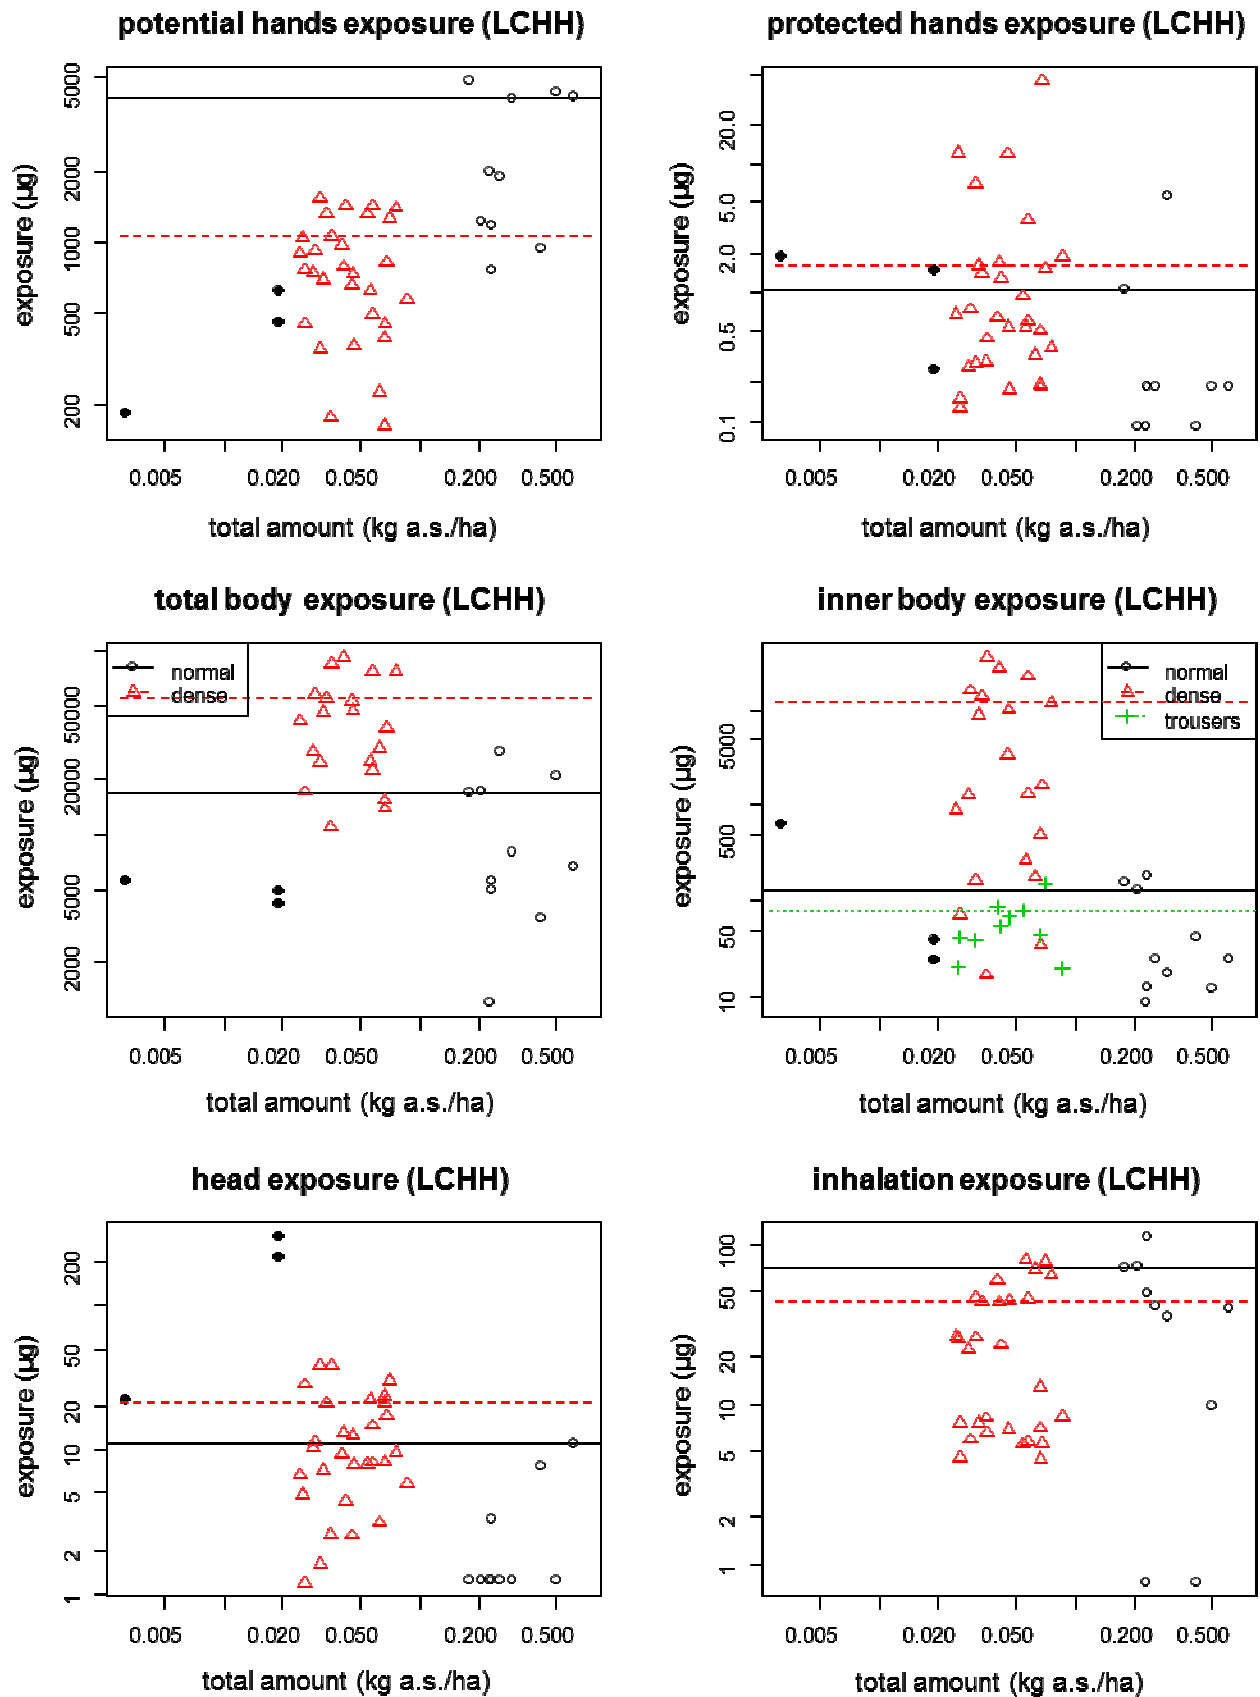 potential hands exposure (LCHH)
exposure (µg)
5000
2000
1000
500
200
0.005 0.020 0.050 0.200 0.500
total amount (kg a.s./ha)
protected hands exposure (LCHH)
exposure (µg)
20.0
5.0
2.0
0.5
0.1
0.005 0.020 0.050 0.200 0.500
total amount (kg a.s./ha)
total body exposure (LCHH)
normal
dense
exposure (µg)
50000
20000
5000
2000
0.005 0.020 0.050 0.200 0.500
total amount (kg a.s./ha)
inner body exposure (LCHH)
normal
dense
trousers
exposure (µg)
5000
500
50
10
0.005 0.020 0.050 0.200 0.500
total amount (kg a.s./ha)
head exposure (LCHH)
exposure (µg)
200
50
20
10
5
2
1
0.005 0.020 0.050 0.200 0.500
total amount (kg a.s./ha)
inhalation exposure (LCHH)
exposure (µg)
100
50
20
10
5
2
1
0.005 0.020 0.050 0.200 0.500
total amount (kg a.s./ha)